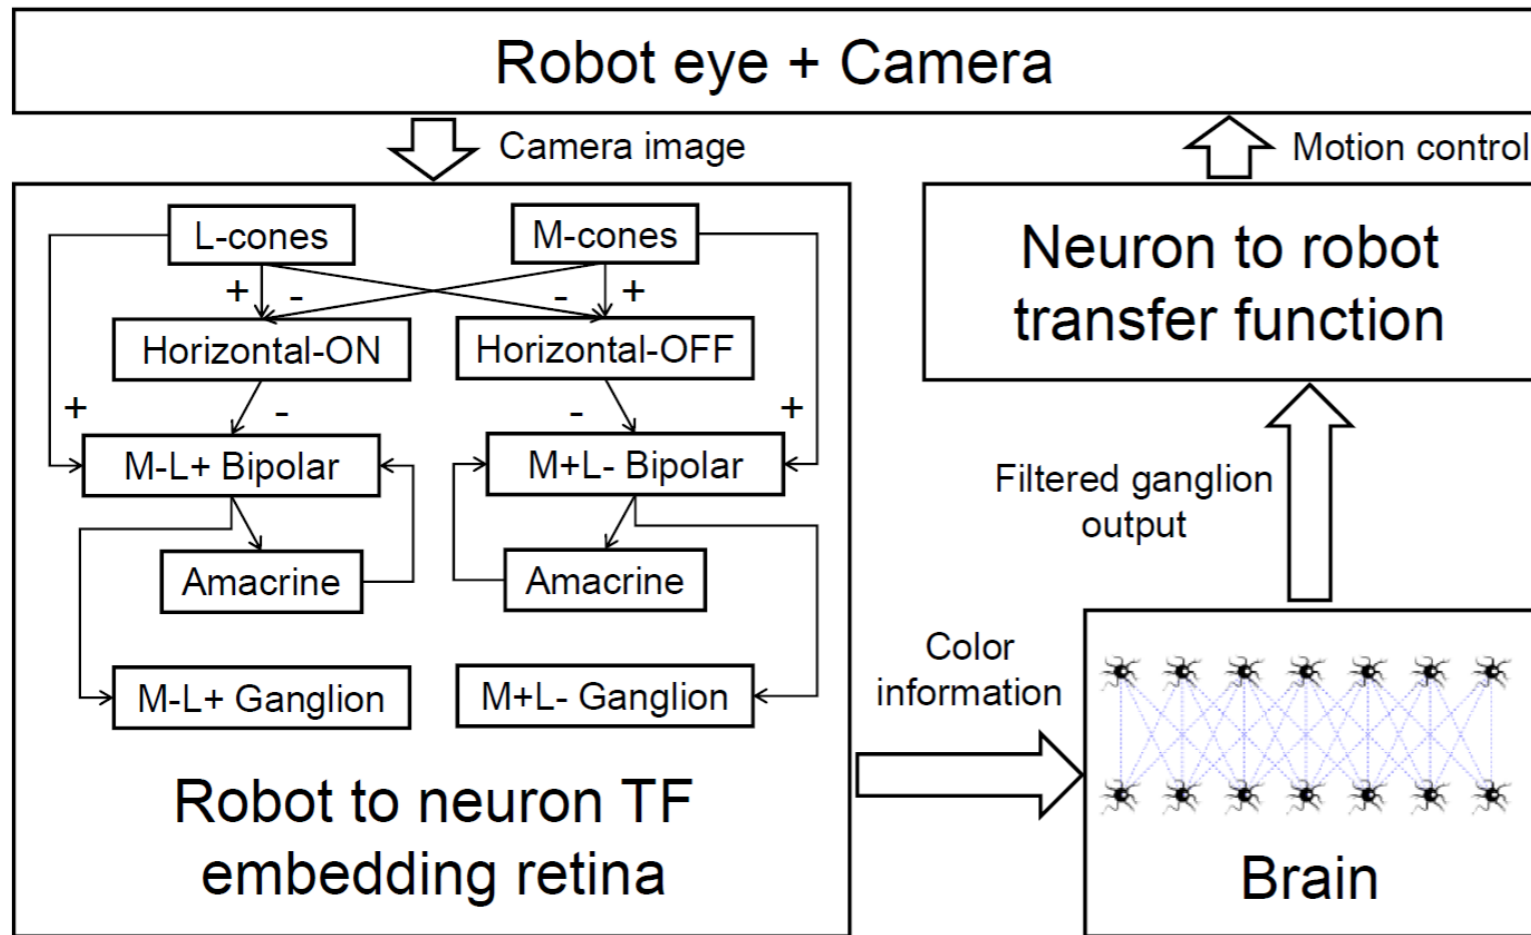 Robot eye + Camera
Camera image
Motion control
L-cones
M-cones
+ - - +
Horizontal-ON
Horizontal-OFF
+ - - +
M-L+ Bipolar
M+L- Bipolar
Amacrine
Amacrine
M-L+ Ganglion
M+L- Ganglion
Robot to neuron TF
embedding retina
Neuron to robot
transfer function
Filtered ganglion
output
Color
information
Brain